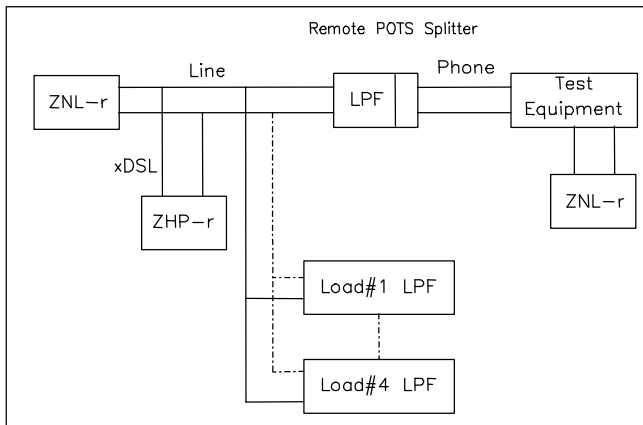 Remote POTS Splitter
Line
Phone
ZNL-r
LPF
Test
Equipment
xDSL
ZHP-r
ZNL-r
Load#1 LPF
Load#4 LPF